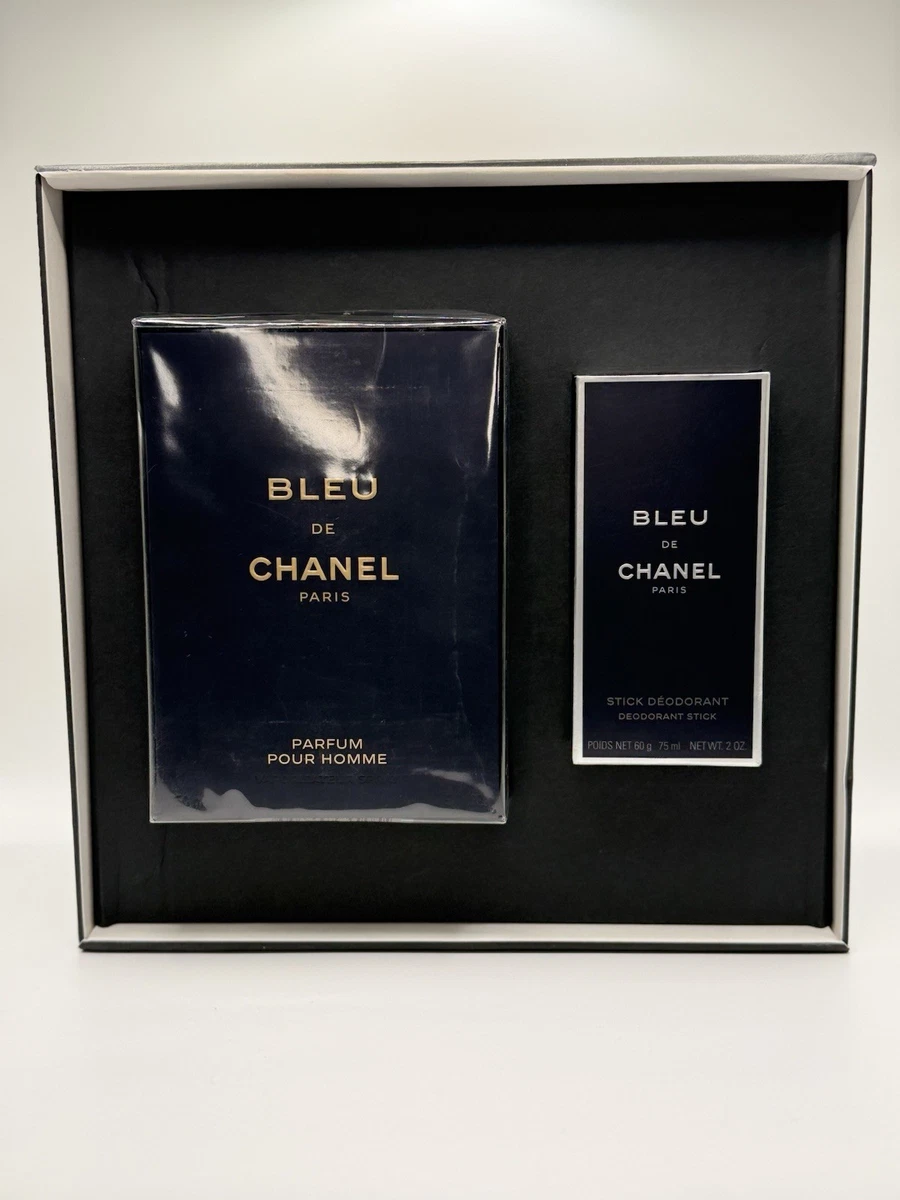 BLEU
DE
CHANEL
PARIS
PARFUM
POUR HOMME
BLEU
DE
CHANEL
PARIS
STICK DÉODORANT
DEODORANT STICK
POIDS NET 60 g 75 ml NET WT. 2 OZ.